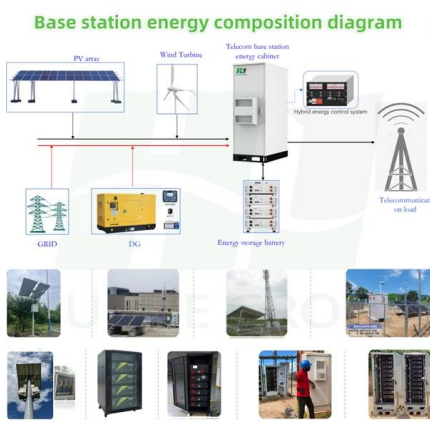 Base station energy composition diagram
PV array
Wind Turbine
Telecom base station
energy cabinet
Hybrid energy control system
Telecommunicati
on load
GRID
DG
Energy storage battery